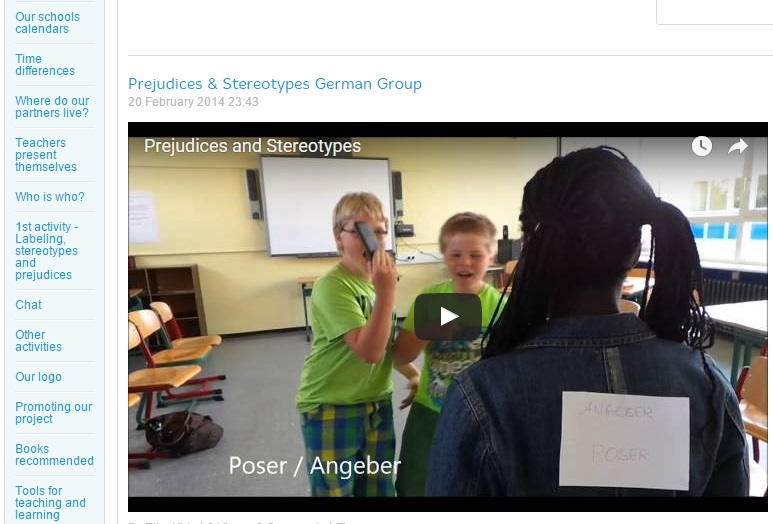 Our schools
calendars
Time
differences
Where do our
partners live?
Teachers
present
themselves
Who is who?
1st activity -
Labeling,
stereotypes
and
prejudices
Chat
Other
activities
Our logo
Promoting our
project
Books
recommended
Tools for
teaching and
learning
Prejudices & Stereotypes German Group
20 February 2014 23:43
Prejudices and Stereotypes
ANGEBER
POSER
Poser / Angeber